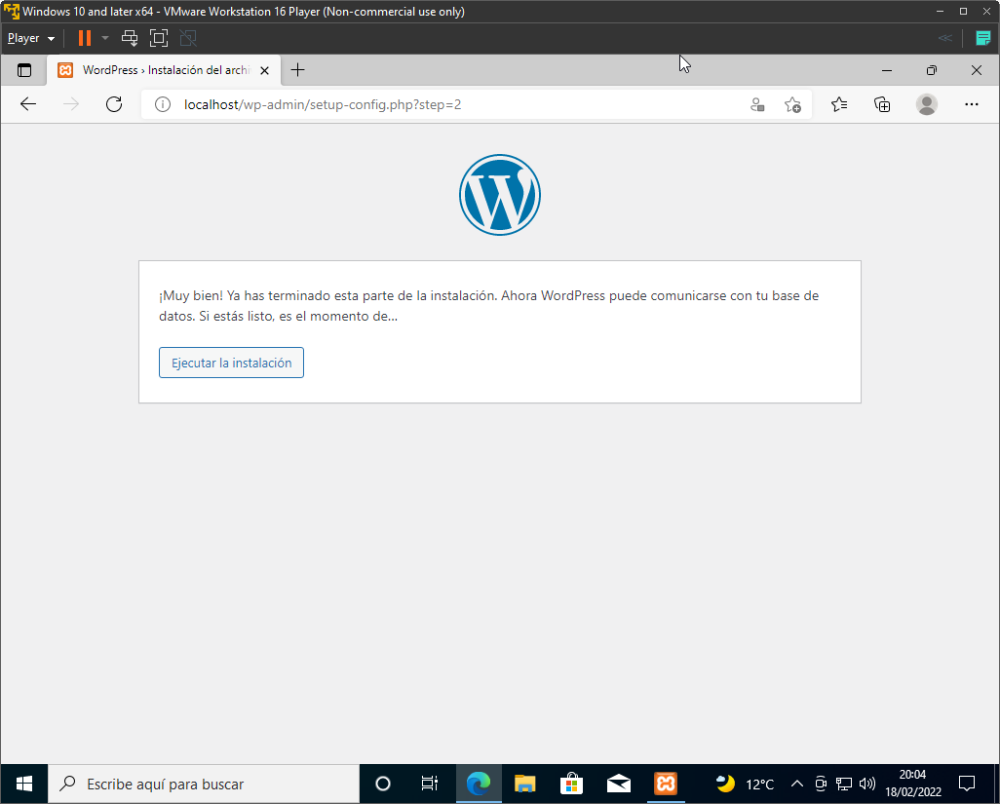 Windows 10 and later x64 - VMware Workstation 16 Player (Non-commercial use only)
Player
WordPress › Instalación del archi
localhost/wp-admin/setup-config.php?step=2
¡Muy bien! Ya has terminado esta parte de la instalación. Ahora WordPress puede comunicarse con tu base de
datos. Si estás listo, es el momento de...
Ejecutar la instalación
Escribe aquí para buscar
12°C
20:04
18/02/2022